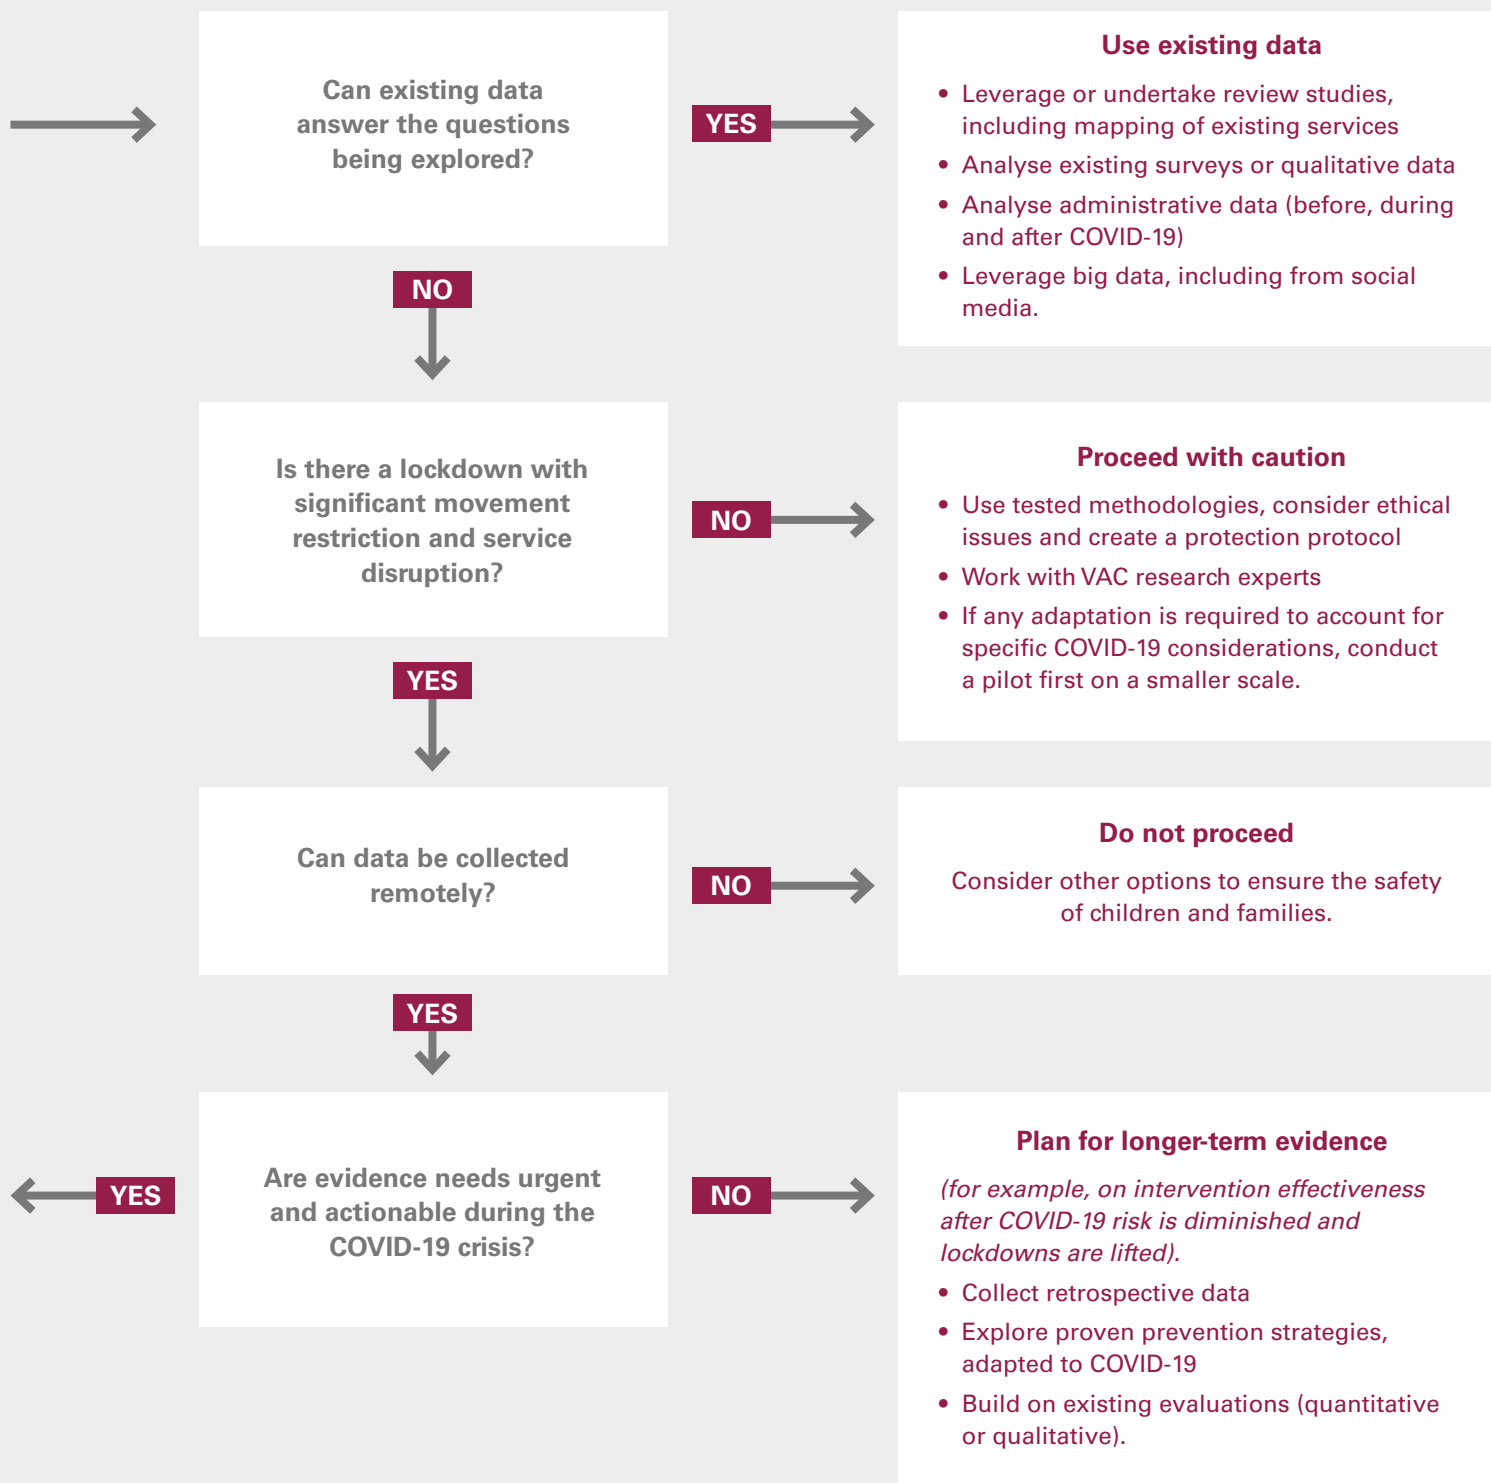 Can existing data
answer the questions
being explored?
YES
Use existing data
• Leverage or undertake review studies,
including mapping of existing services
• Analyse existing surveys or qualitative data
• Analyse administrative data (before, during
and after COVID-19)
• Leverage big data, including from social
media.
NO
Is there a lockdown with
significant movement
restriction and service
disruption?
NO
Proceed with caution
• Use tested methodologies, consider ethical
issues and create a protection protocol
• Work with VAC research experts
• If any adaptation is required to account for
specific COVID-19 considerations, conduct
a pilot first on a smaller scale.
YES
Can data be collected
remotely?
NO
Do not proceed
Consider other options to ensure the safety
of children and families.
YES
YES
Are evidence needs urgent
and actionable during the
COVID-19 crisis?
NO
Plan for longer-term evidence
(for example, on intervention effectiveness
after COVID-19 risk is diminished and
lockdowns are lifted).
• Collect retrospective data
• Explore proven prevention strategies,
adapted to COVID-19
• Build on existing evaluations (quantitative
or qualitative).